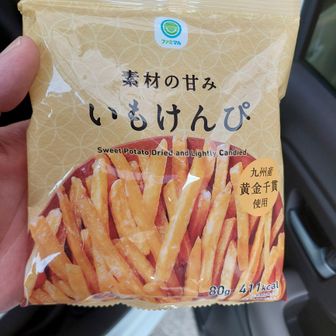 ファミマル
素材の甘み
いもけんぴ
Sweet Potato Dried and Lightly Candied
九州産
黄金千貫
使用
80g 411kcal